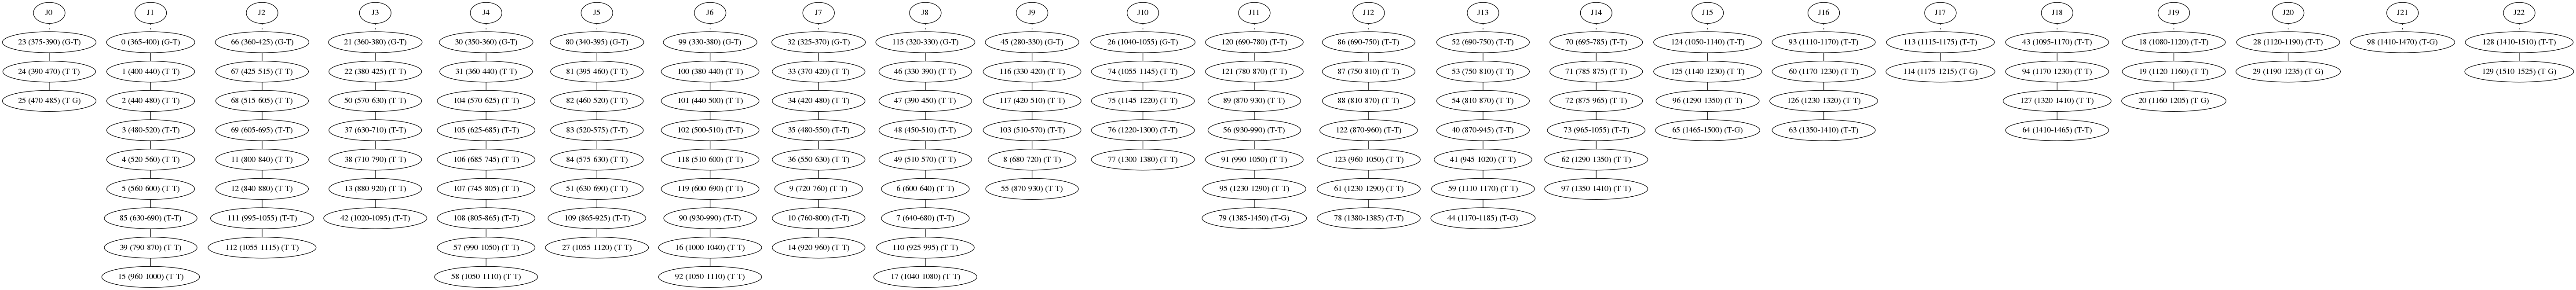 J0
23 (375-390) (G-T)
24 (390-470) (T-T)
25 (470-485) (T-G)
J1
0 (365-400) (G-T)
1 (400-440) (T-T)
2 (440-480) (T-T)
3 (480-520) (T-T)
4 (520-560) (T-T)
5 (560-600) (T-T)
85 (630-690) (T-T)
39 (790-870) (T-T)
15 (960-1000) (T-T)
J2
66 (360-425) (G-T)
67 (425-515) (T-T)
68 (515-605) (T-T)
69 (605-695) (T-T)
11 (800-840) (T-T)
12 (840-880) (T-T)
111 (995-1055) (T-T)
112 (1055-1115) (T-T)
J3
21 (360-380) (G-T)
22 (380-425) (T-T)
50 (570-630) (T-T)
37 (630-710) (T-T)
38 (710-790) (T-T)
13 (880-920) (T-T)
42 (1020-1095) (T-T)
J4
30 (350-360) (G-T)
31 (360-440) (T-T)
104 (570-625) (T-T)
105 (625-685) (T-T)
106 (685-745) (T-T)
107 (745-805) (T-T)
108 (805-865) (T-T)
57 (990-1050) (T-T)
58 (1050-1110) (T-T)
J5
80 (340-395) (G-T)
81 (395-460) (T-T)
82 (460-520) (T-T)
83 (520-575) (T-T)
84 (575-630) (T-T)
51 (630-690) (T-T)
109 (865-925) (T-T)
27 (1055-1120) (T-T)
J6
99 (330-380) (G-T)
100 (380-440) (T-T)
101 (440-500) (T-T)
102 (500-510) (T-T)
118 (510-600) (T-T)
119 (600-690) (T-T)
90 (930-990) (T-T)
16 (1000-1040) (T-T)
92 (1050-1110) (T-T)
J7
32 (325-370) (G-T)
33 (370-420) (T-T)
34 (420-480) (T-T)
35 (480-550) (T-T)
36 (550-630) (T-T)
9 (720-760) (T-T)
10 (760-800) (T-T)
14 (920-960) (T-T)
J8
115 (320-330) (G-T)
46 (330-390) (T-T)
47 (390-450) (T-T)
48 (450-510) (T-T)
49 (510-570) (T-T)
6 (600-640) (T-T)
7 (640-680) (T-T)
110 (925-995) (T-T)
17 (1040-1080) (T-T)
J9
45 (280-330) (G-T)
116 (330-420) (T-T)
117 (420-510) (T-T)
103 (510-570) (T-T)
8 (680-720) (T-T)
55 (870-930) (T-T)
J10
26 (1040-1055) (G-T)
74 (1055-1145) (T-T)
75 (1145-1220) (T-T)
76 (1220-1300) (T-T)
77 (1300-1380) (T-T)
J11
120 (690-780) (T-T)
121 (780-870) (T-T)
89 (870-930) (T-T)
56 (930-990) (T-T)
91 (990-1050) (T-T)
95 (1230-1290) (T-T)
79 (1385-1450) (T-G)
J12
86 (690-750) (T-T)
87 (750-810) (T-T)
88 (810-870) (T-T)
122 (870-960) (T-T)
123 (960-1050) (T-T)
61 (1230-1290) (T-T)
78 (1380-1385) (T-T)
J13
52 (690-750) (T-T)
53 (750-810) (T-T)
54 (810-870) (T-T)
40 (870-945) (T-T)
41 (945-1020) (T-T)
59 (1110-1170) (T-T)
44 (1170-1185) (T-G)
J14
70 (695-785) (T-T)
71 (785-875) (T-T)
72 (875-965) (T-T)
73 (965-1055) (T-T)
62 (1290-1350) (T-T)
97 (1350-1410) (T-T)
J15
124 (1050-1140) (T-T)
125 (1140-1230) (T-T)
96 (1290-1350) (T-T)
65 (1465-1500) (T-G)
J16
93 (1110-1170) (T-T)
60 (1170-1230) (T-T)
126 (1230-1320) (T-T)
63 (1350-1410) (T-T)
J17
113 (1115-1175) (T-T)
114 (1175-1215) (T-G)
J18
43 (1095-1170) (T-T)
94 (1170-1230) (T-T)
127 (1320-1410) (T-T)
64 (1410-1465) (T-T)
J19
18 (1080-1120) (T-T)
19 (1120-1160) (T-T)
20 (1160-1205) (T-G)
J20
28 (1120-1190) (T-T)
29 (1190-1235) (T-G)
J21
98 (1410-1470) (T-G)
J22
128 (1410-1510) (T-T)
129 (1510-1525) (T-G)